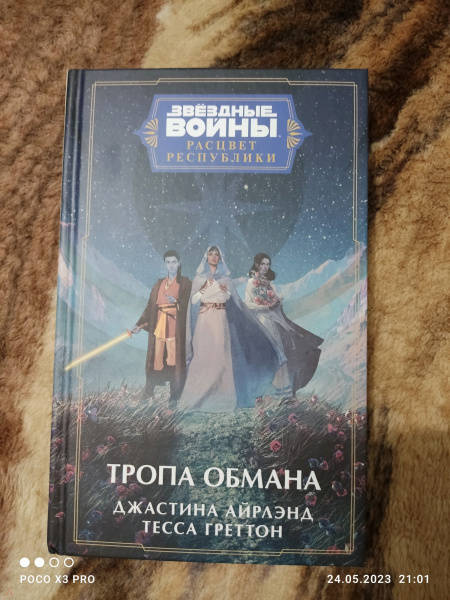 ЗВЁЗДНЫЕ
ВОЙНЫ
РАСЦВЕТ
РЕСПУБЛИКИ
ТРОПА ОБМАНА
ДЖАСТИНА АЙРЛЭНД
ТЕССА ГРЕТТОН
POCO X3 PRO
24.05.2023 21:01